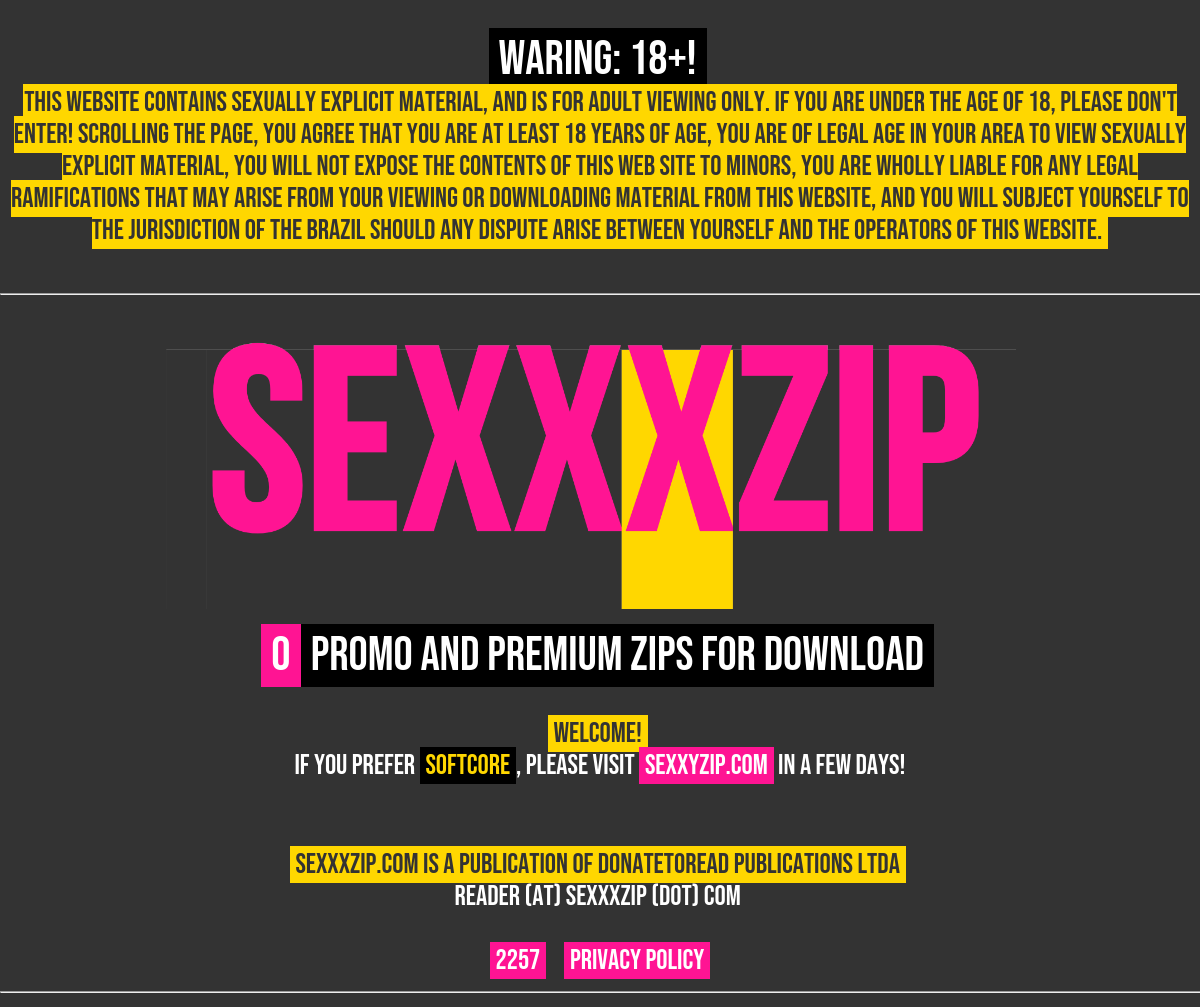 WARING: 18+!
THIS WEBSITE CONTAINS SEXUALLY EXPLICIT MATERIAL, AND IS FOR ADULT VIEWING ONLY. IF YOU ARE UNDER THE AGE OF 18, PLEASE DON'T
ENTER! SCROLLING THE PAGE, YOU AGREE THAT YOU ARE AT LEAST 18 YEARS OF AGE, YOU ARE OF LEGAL AGE IN YOUR AREA TO VIEW SEXUALLY
EXPLICIT MATERIAL, YOU WILL NOT EXPOSE THE CONTENTS OF THIS WEB SITE TO MINORS, YOU ARE WHOLLY LIABLE FOR ANY LEGAL
RAMIFICATIONS THAT MAY ARISE FROM YOUR VIEWING OR DOWNLOADING MATERIAL FROM THIS WEBSITE, AND YOU WILL SUBJECT YOURSELF TO
THE JURISDICTION OF THE BRAZIL SHOULD ANY DISPUTE ARISE BETWEEN YOURSELF AND THE OPERATORS OF THIS WEBSITE.
SEXXXZIP
0 PROMO AND PREMIUM ZIPS FOR DOWNLOAD
WELCOME!
IF YOU PREFER SOFTCORE, PLEASE VISIT SEXXYZIP.COM IN A FEW DAYS!
SEXXXZIP.COM IS A PUBLICATION OF DONATETOREAD PUBLICATIONS LTDA
READER (AT) SEXXXZIP (DOT) COM
2257 PRIVACY POLICY